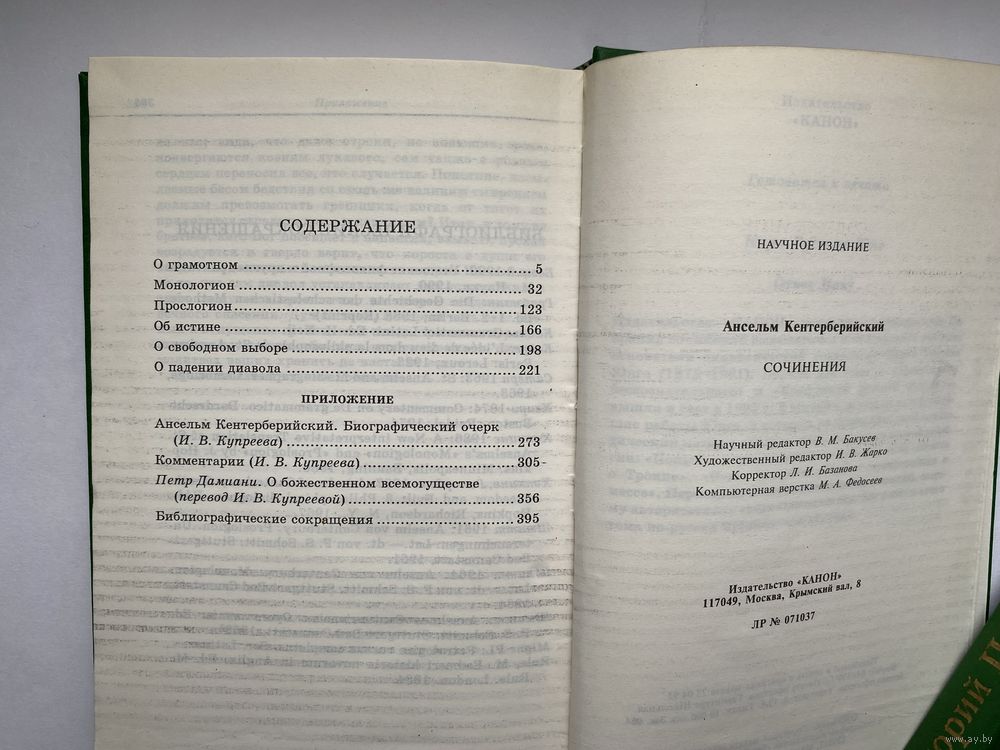 СОДЕРЖАНИЕ
О грамотном ... 5
Монологион ... 32
Прослогион ... 123
Об истине ... 166
О свободном выборе ... 198
О падении диавола ... 221
ПРИЛОЖЕНИЕ
Ансельм Кентерберийский. Биографический очерк
(И. В. Купреева) ... 273
Комментарии (И. В. Купреева) ... 305
Петр Дамиани. О божественном всемогуществе
(перевод И. В. Купреевой) ... 356
Библиографические сокращения ... 395
НАУЧНОЕ ИЗДАНИЕ
Ансельм Кентерберийский
СОЧИНЕНИЯ
Научный редактор В. М. Бакусев
Художественный редактор И. В. Жарко
Корректор Л. И. Базанова
Компьютерная верстка М. А. Федосеев
Издательство «КАНОН»
117049, Москва, Крымский вал, 8
ЛР № 071037
www.ay.by